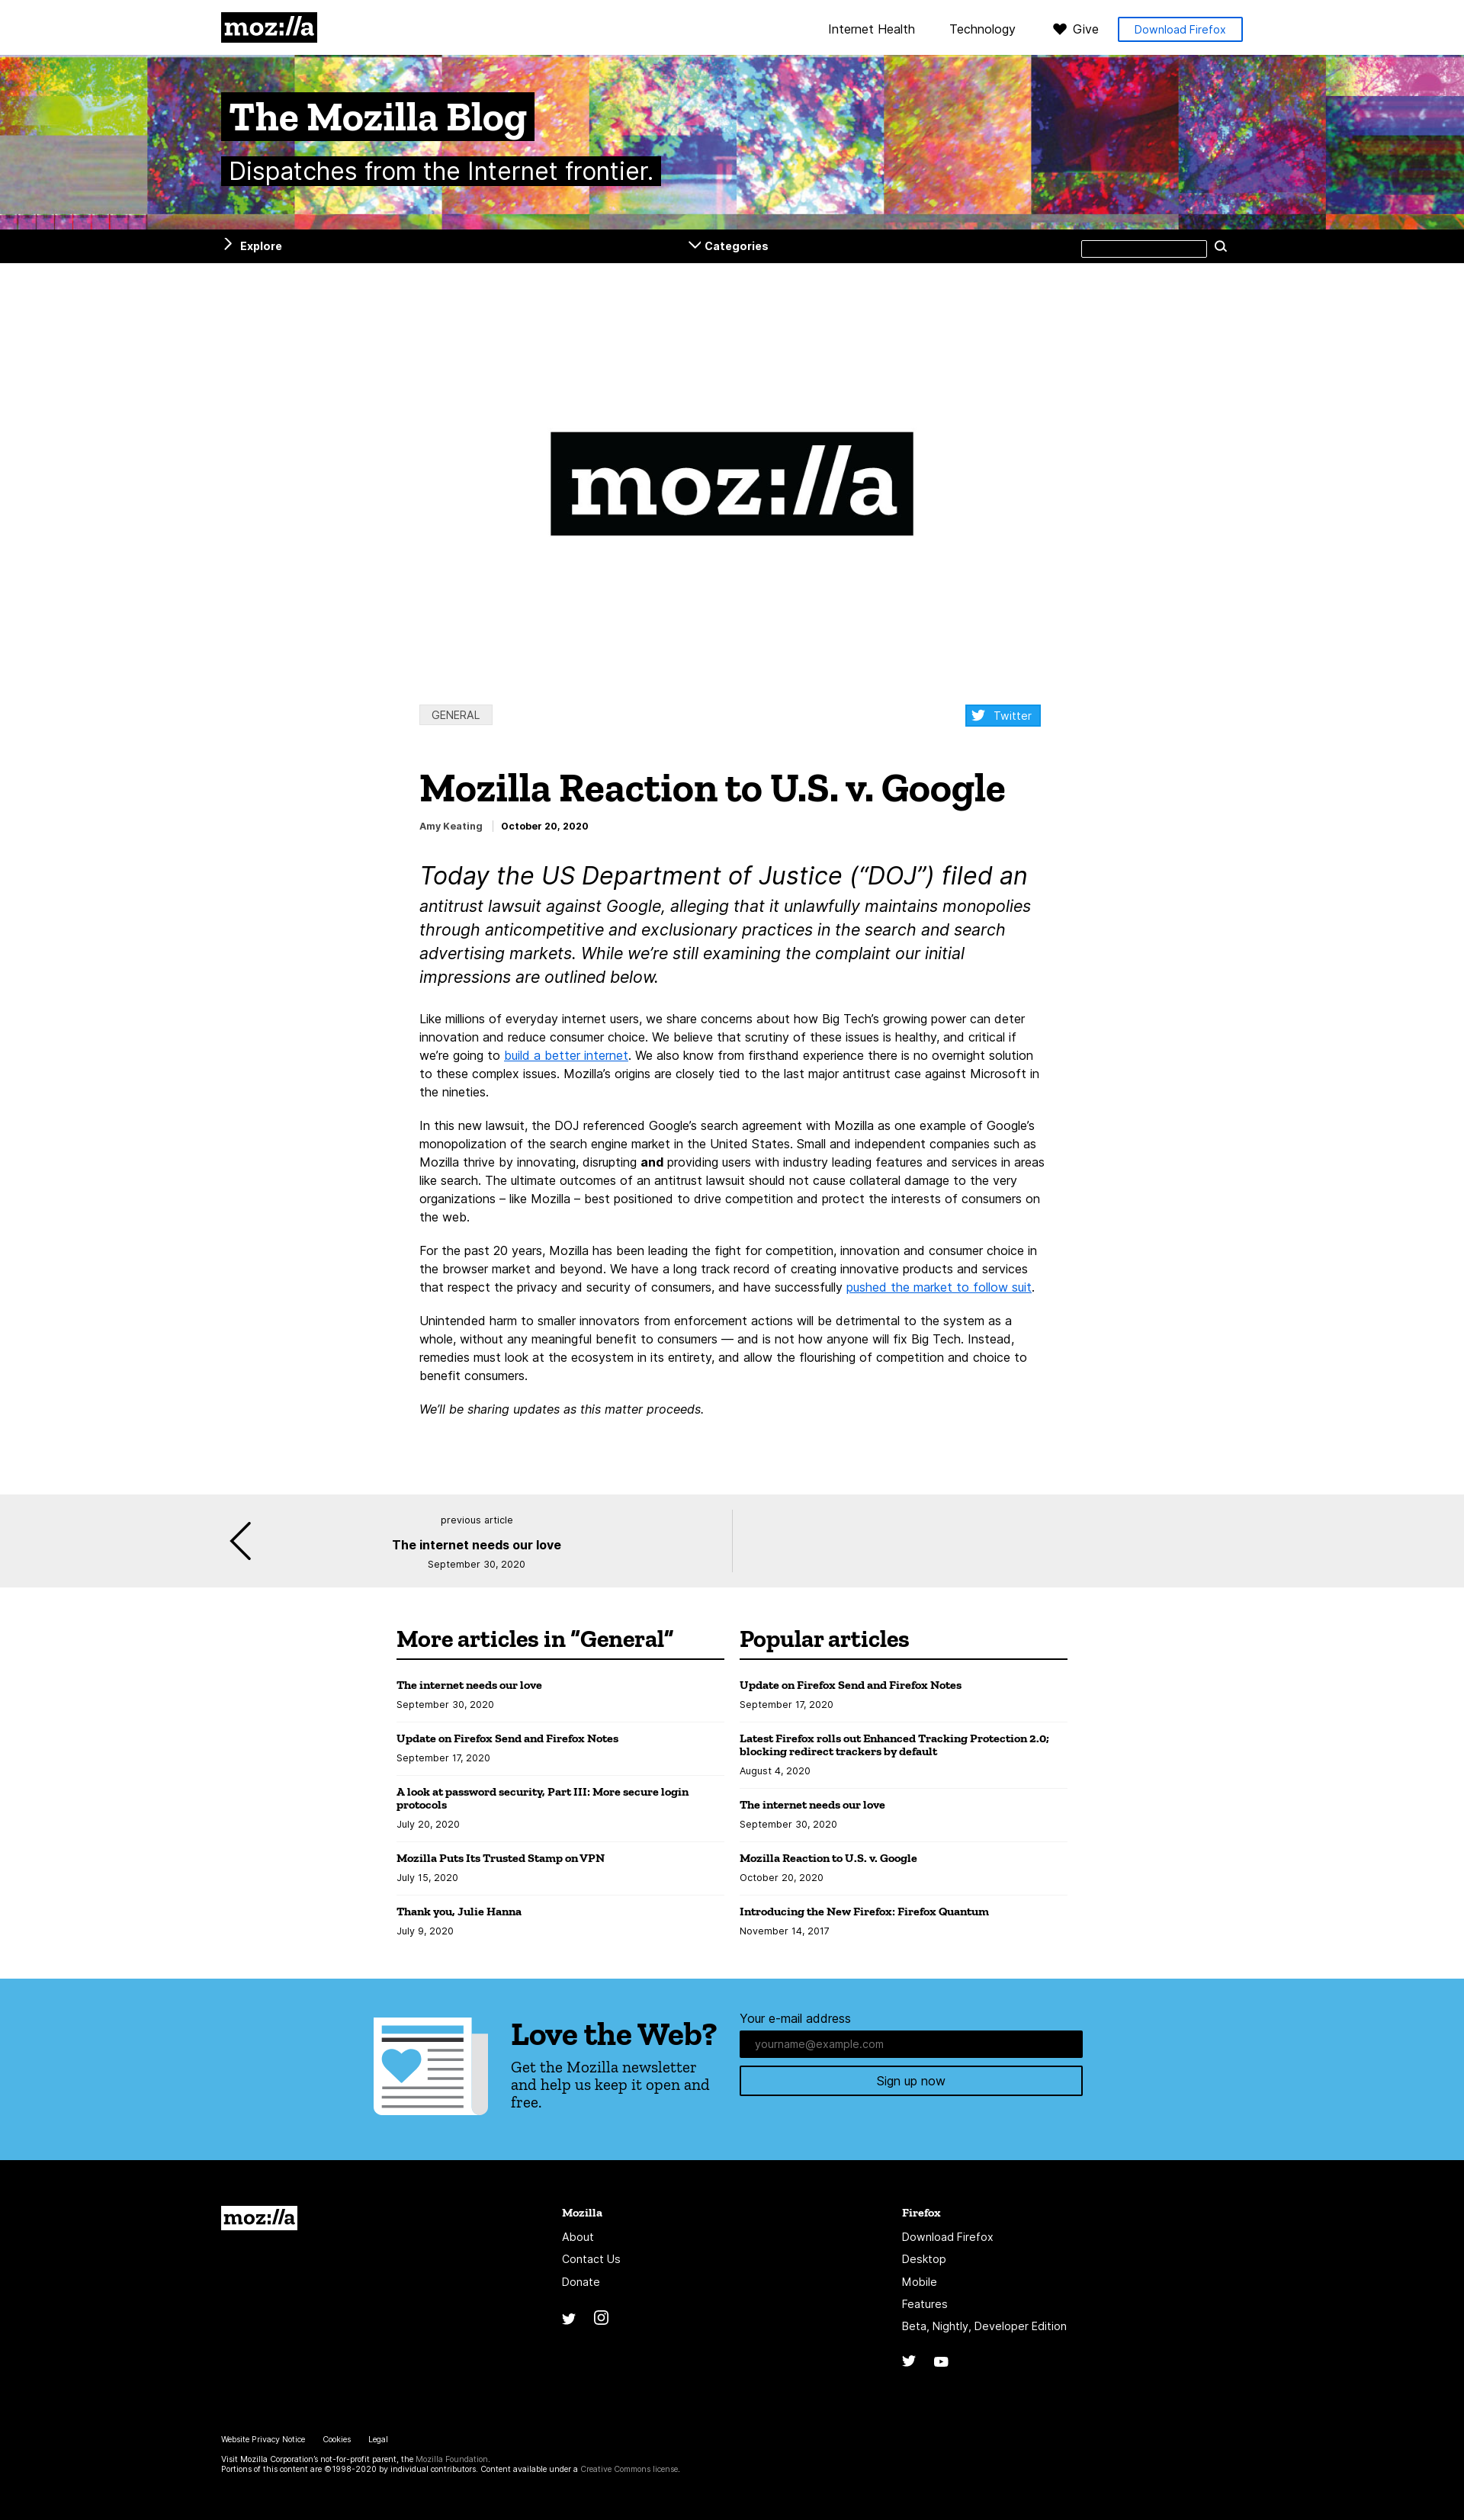 moz://a
Internet Health
Technology
Give
Download Firefox
The Mozilla Blog
Dispatches from the Internet frontier.
Explore
Categories
moz://a
GENERAL
Twitter
Mozilla Reaction to U.S. v. Google
Amy Keating
October 20, 2020
Today the US Department of Justice (“DOJ”) filed an
antitrust lawsuit against Google, alleging that it unlawfully maintains monopolies
through anticompetitive and exclusionary practices in the search and search
advertising markets. While we’re still examining the complaint our initial
impressions are outlined below.
Like millions of everyday internet users, we share concerns about how Big Tech’s growing power can deter
innovation and reduce consumer choice. We believe that scrutiny of these issues is healthy, and critical if
we’re going to build a better internet. We also know from firsthand experience there is no overnight solution
to these complex issues. Mozilla’s origins are closely tied to the last major antitrust case against Microsoft in
the nineties.
In this new lawsuit, the DOJ referenced Google’s search agreement with Mozilla as one example of Google’s
monopolization of the search engine market in the United States. Small and independent companies such as
Mozilla thrive by innovating, disrupting and providing users with industry leading features and services in areas
like search. The ultimate outcomes of an antitrust lawsuit should not cause collateral damage to the very
organizations – like Mozilla – best positioned to drive competition and protect the interests of consumers on
the web.
For the past 20 years, Mozilla has been leading the fight for competition, innovation and consumer choice in
the browser market and beyond. We have a long track record of creating innovative products and services
that respect the privacy and security of consumers, and have successfully pushed the market to follow suit.
Unintended harm to smaller innovators from enforcement actions will be detrimental to the system as a
whole, without any meaningful benefit to consumers — and is not how anyone will fix Big Tech. Instead,
remedies must look at the ecosystem in its entirety, and allow the flourishing of competition and choice to
benefit consumers.
We’ll be sharing updates as this matter proceeds.
previous article
The internet needs our love
September 30, 2020
More articles in “General”
The internet needs our love
September 30, 2020
Update on Firefox Send and Firefox Notes
September 17, 2020
A look at password security, Part III: More secure login
protocols
July 20, 2020
Mozilla Puts Its Trusted Stamp on VPN
July 15, 2020
Thank you, Julie Hanna
July 9, 2020
Popular articles
Update on Firefox Send and Firefox Notes
September 17, 2020
Latest Firefox rolls out Enhanced Tracking Protection 2.0;
blocking redirect trackers by default
August 4, 2020
The internet needs our love
September 30, 2020
Mozilla Reaction to U.S. v. Google
October 20, 2020
Introducing the New Firefox: Firefox Quantum
November 14, 2017
Love the Web?
Get the Mozilla newsletter
and help us keep it open and
free.
Your e-mail address
yourname@example.com
Sign up now
moz://a
Mozilla
About
Contact Us
Donate
Firefox
Download Firefox
Desktop
Mobile
Features
Beta, Nightly, Developer Edition
Website Privacy Notice
Cookies
Legal
Visit Mozilla Corporation’s not-for-profit parent, the Mozilla Foundation.
Portions of this content are ©1998-2020 by individual contributors. Content available under a Creative Commons license.